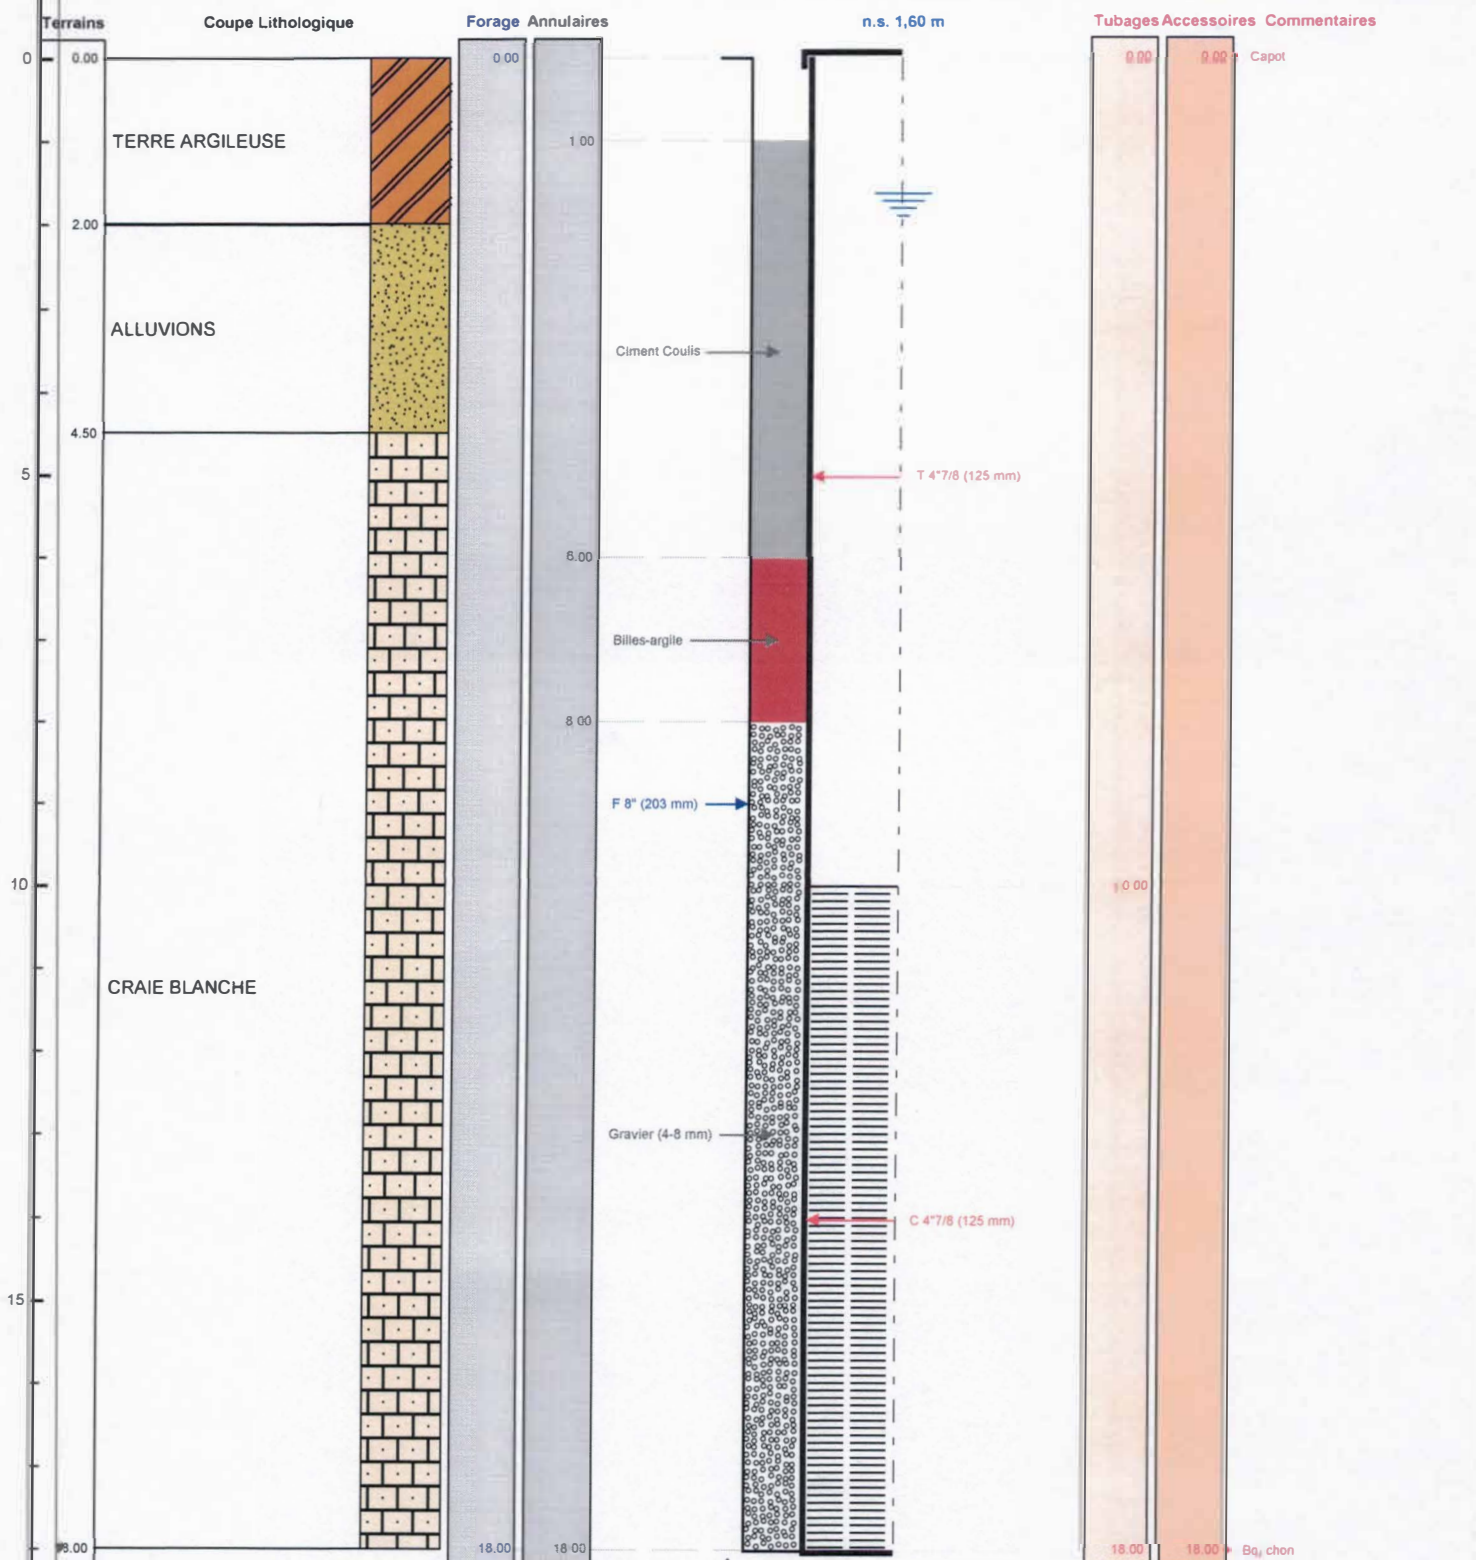 Terrains Coupe Lithologique Forage Annulaires n.s. 1,60 m Tubages Accessoires Commentaires
0 0.00 0 00 0.00 0.00 Capot
TERRE ARGILEUSE 1 00
2.00
ALLUVIONS
Ciment Coulis
4.50
5 T 4"7/8 (125 mm)
6.00
Billes-argile
8 00
F 8" (203 mm)
10 0 00
CRAIE BLANCHE
Gravier (4-8 mm)
C 4"7/8 (125 mm)
15
8.00 18.00 18 00 18.00 18.00